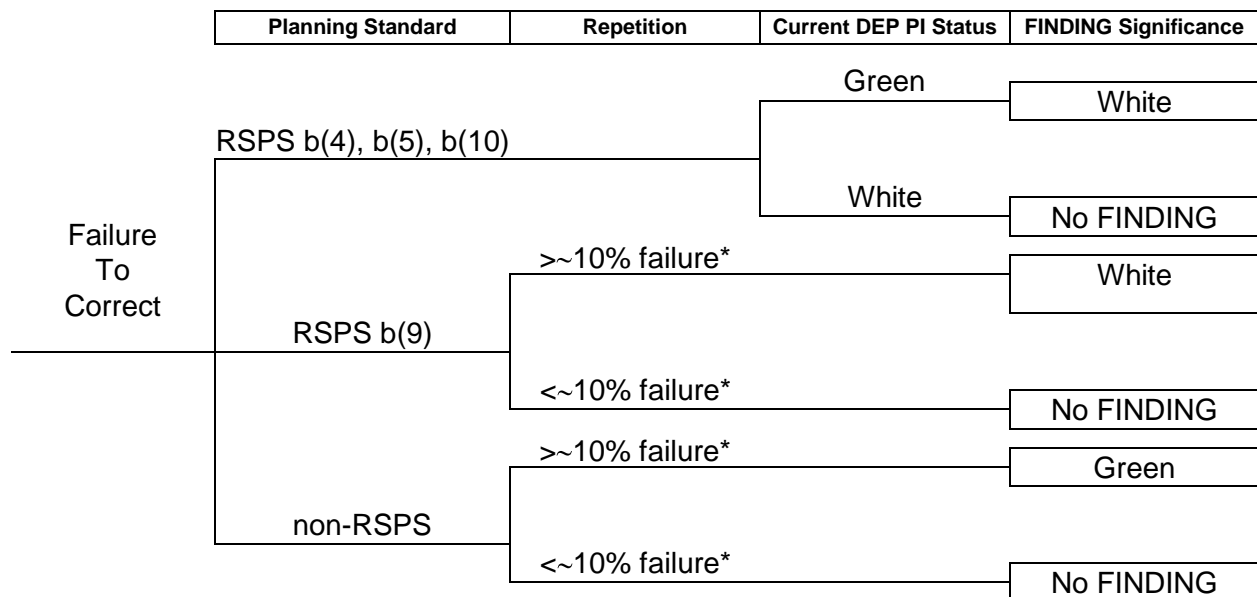 Planning Standard Repetition Current DEP PI Status FINDING Significance
Green
White
RSPS b(4), b(5), b(10)
White
No FINDING
Failure
To
Correct
>~10% failure*
White
RSPS b(9)
<~10% failure*
No FINDING
>~10% failure*
Green
non-RSPS
<~10% failure*
No FINDING